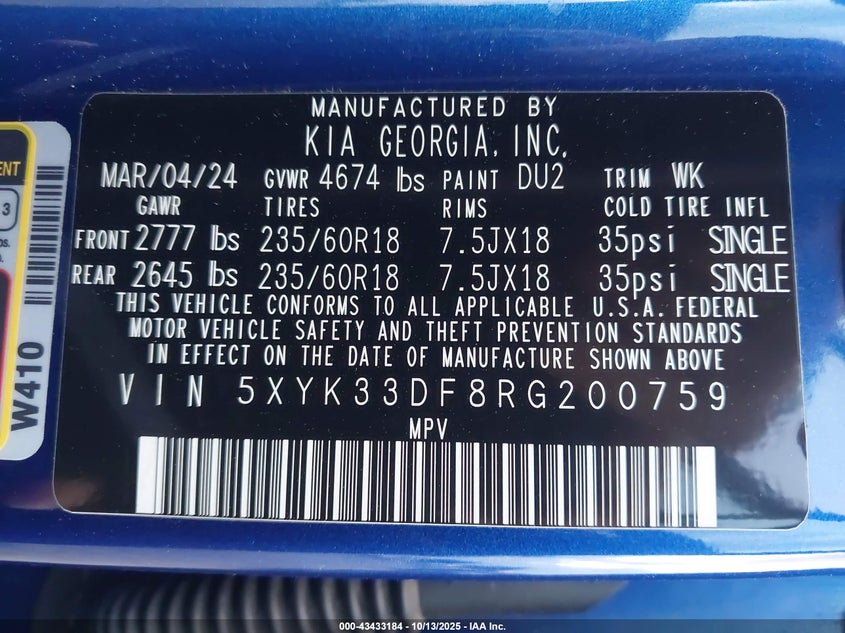 MANUFACTURED BY
KIA GEORGIA, INC.
MAR/04/24 GVWR 4674 lbs PAINT DU2 TRIM WK
GAWR TIRES RIMS COLD TIRE INFL
FRONT 2777 lbs 235/60R18 7.5JX18 35psi SINGLE
REAR 2645 lbs 235/60R18 7.5JX18 35psi SINGLE
THIS VEHICLE CONFORMS TO ALL APPLICABLE U.S.A. FEDERAL
MOTOR VEHICLE SAFETY AND THEFT PREVENTION STANDARDS
IN EFFECT ON THE DATE OF MANUFACTURE SHOWN ABOVE
VIN 5XYK33DF8RG200759
MPV
W410
3
000-43433184 - 10/13/2025 - IAA Inc.